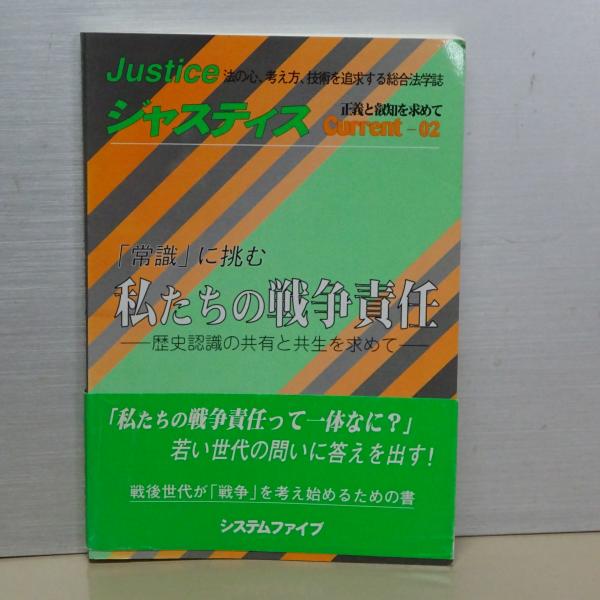 Justice 法の心、考え方、技術を追求する総合法学誌
ジャスティス 正義と叡知を求めて
Current-02
「常識」に挑む
私たちの戦争責任
――歴史認識の共有と共生を求めて――
「私たちの戦争責任って一体なに？」
若い世代の問いに答えを出す！
戦後世代が「戦争」を考え始めるための書
システムファイブ